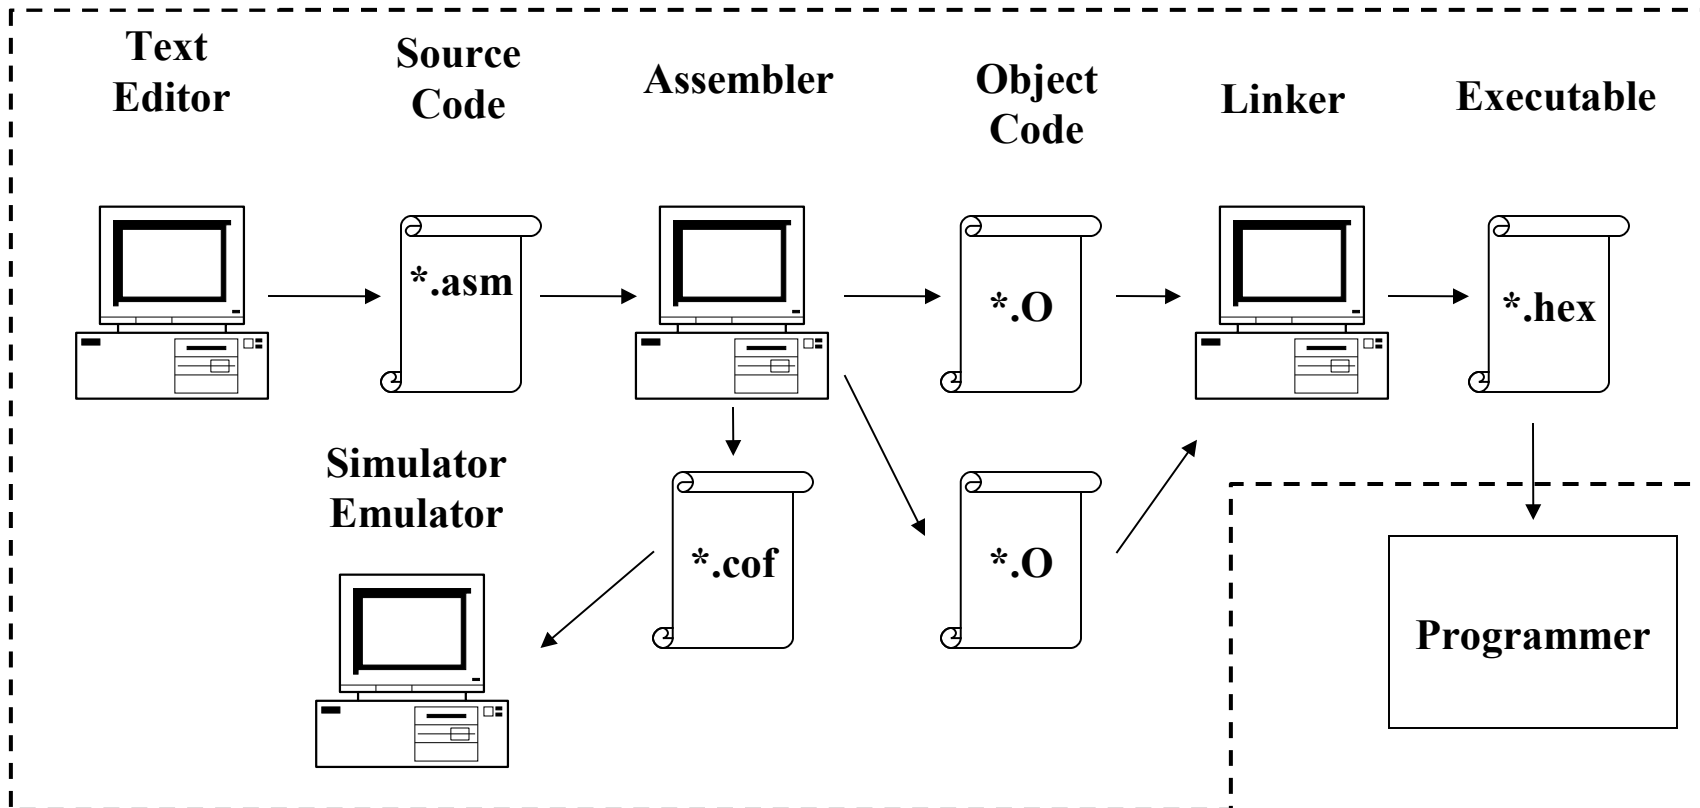 Text
Editor
Source
Code
Assembler
Object
Code
Linker
Executable
*.asm
*.O
*.hex
Simulator
Emulator
*.cof
*.O
Programmer